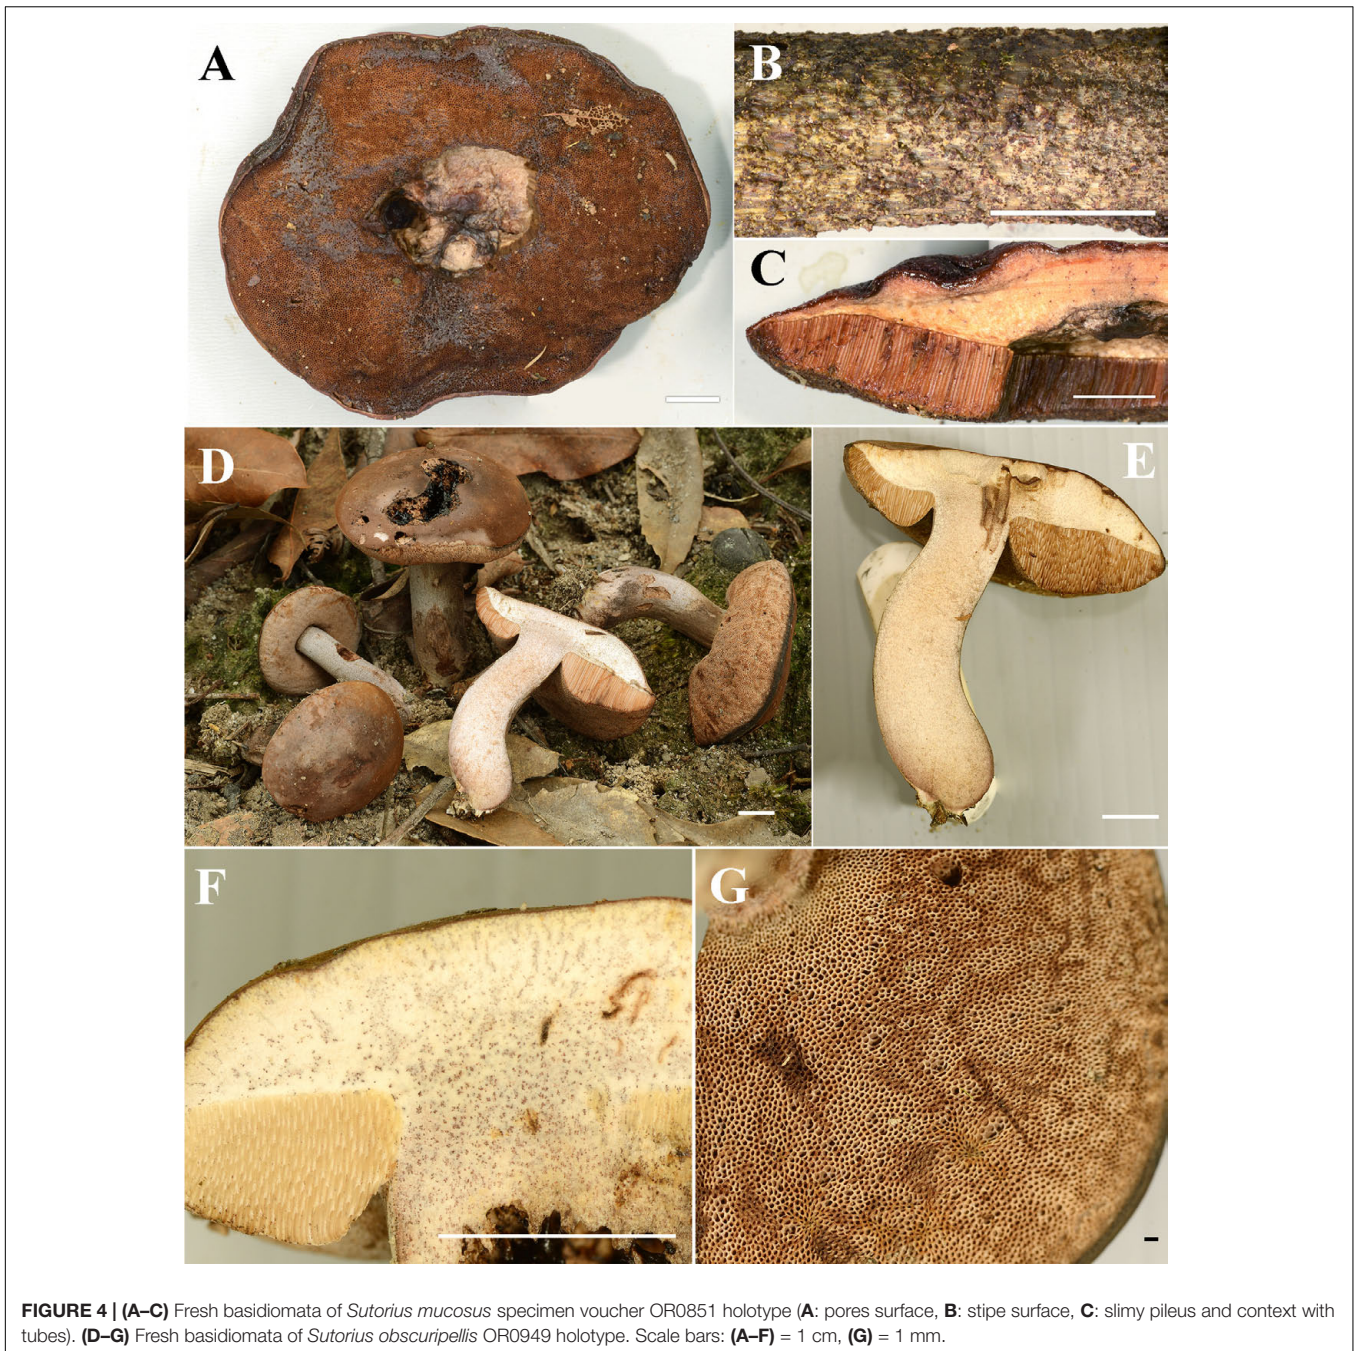 A
B
C
D
E
F
G
FIGURE 4 | (A–C) Fresh basidiomata of Sutorius mucosus specimen voucher OR0851 holotype (A: pores surface, B: stipe surface, C: slimy pileus and context with
tubes). (D–G) Fresh basidiomata of Sutorius obscuripellis OR0949 holotype. Scale bars: (A–F) = 1 cm, (G) = 1 mm.